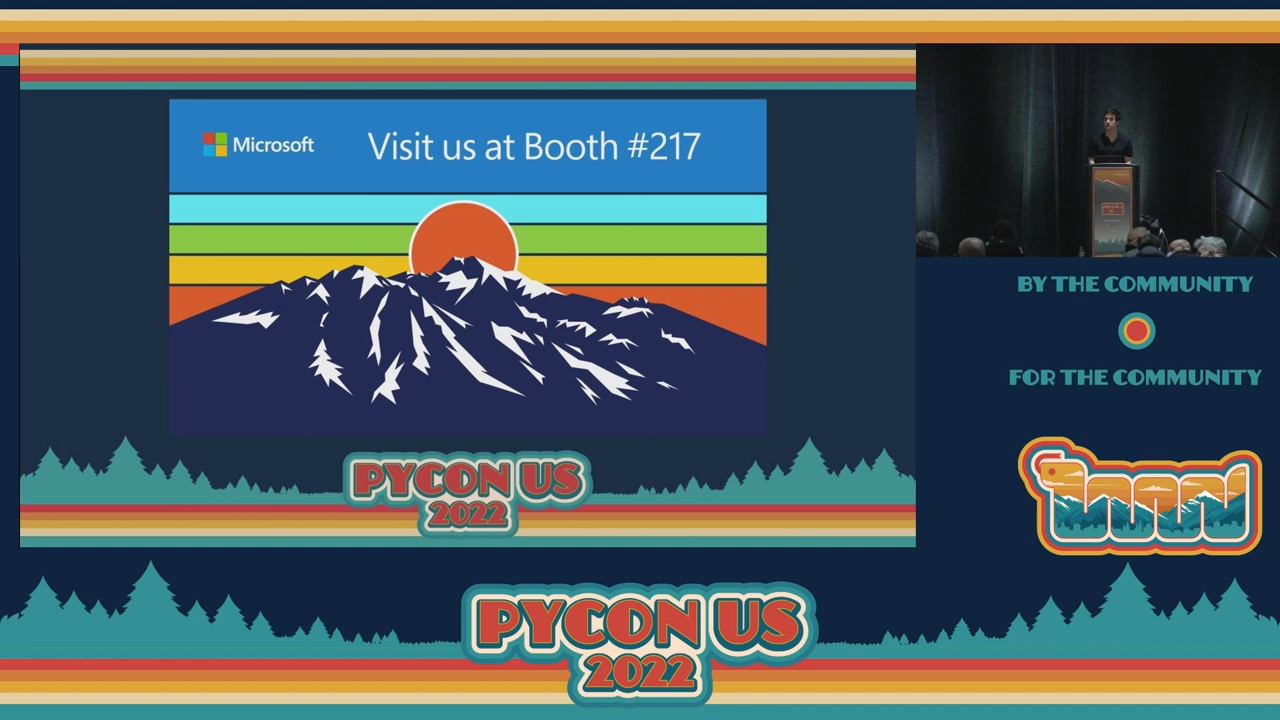 Microsoft
Visit us at Booth #217
PYCON US
2022
BY THE COMMUNITY
FOR THE COMMUNITY
PYCON US
2022